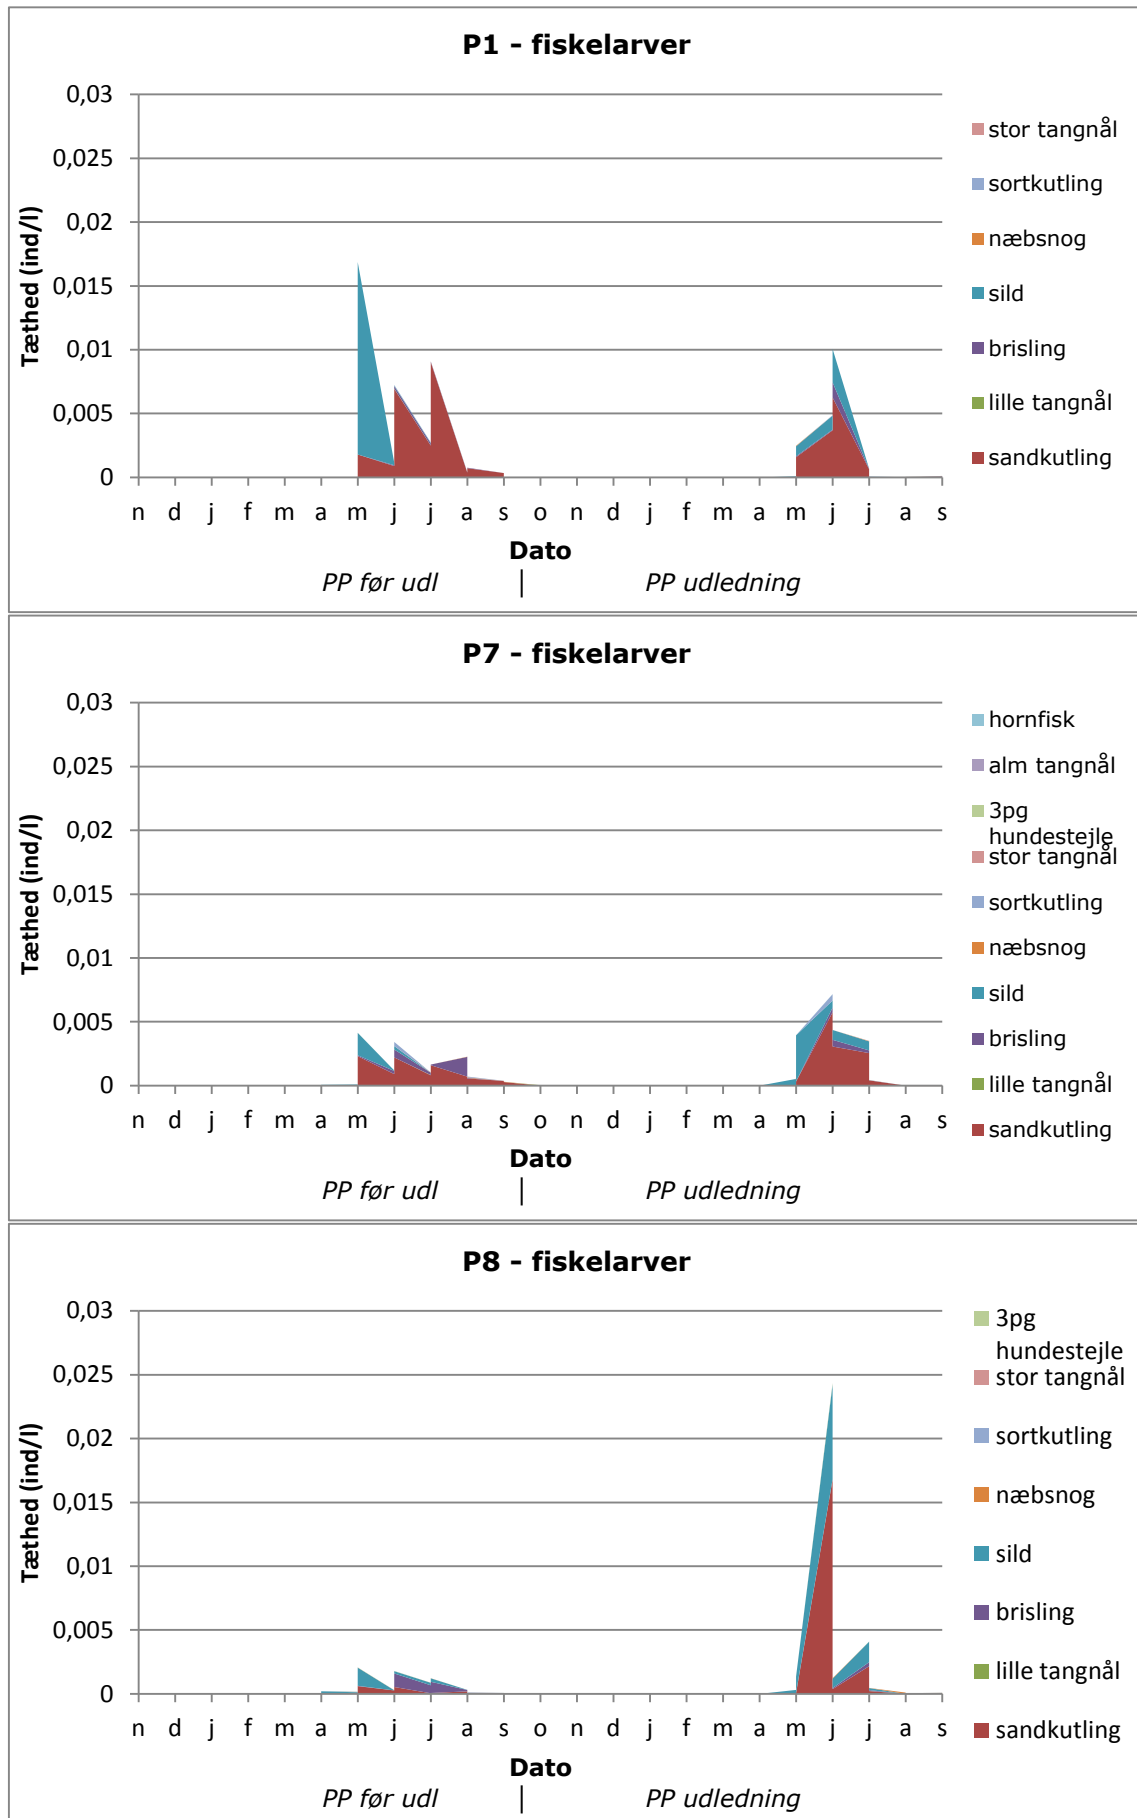 P1 - fiskelarver
0,03
0,025
0,02
0,015
0,01
0,005
0
Tæthed (ind/l)
n d j f m a m j j a s o n d j f m a m j j a s
Dato
PP før udl | PP udledning
stor tangnål
sortkutling
næbsnog
sild
brisling
lille tangnål
sandkutling
P7 - fiskelarver
0,03
0,025
0,02
0,015
0,01
0,005
0
Tæthed (ind/l)
n d j f m a m j j a s o n d j f m a m j j a s
Dato
PP før udl | PP udledning
hornfisk
alm tangnål
3pg
hundestejle
stor tangnål
sortkutling
næbsnog
sild
brisling
lille tangnål
sandkutling
P8 - fiskelarver
0,03
0,025
0,02
0,015
0,01
0,005
0
Tæthed (ind/l)
n d j f m a m j j a s o n d j f m a m j j a s
Dato
PP før udl | PP udledning
3pg
hundestejle
stor tangnål
sortkutling
næbsnog
sild
brisling
lille tangnål
sandkutling